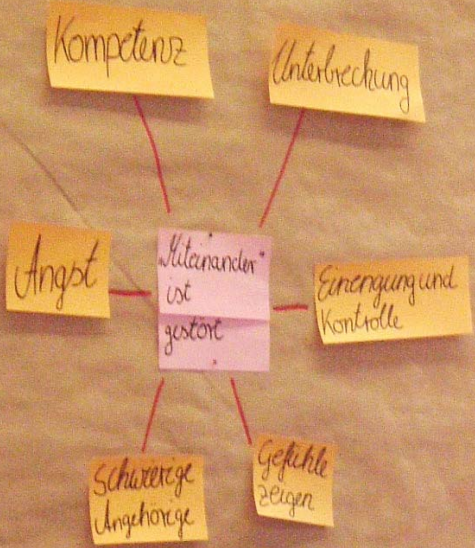 Kompetenz
Unterbrechung
Angst
„Miteinander“
ist
gestört
Einengung und
Kontrolle
Schwierige
Angehörige
Gefühle
zeigen